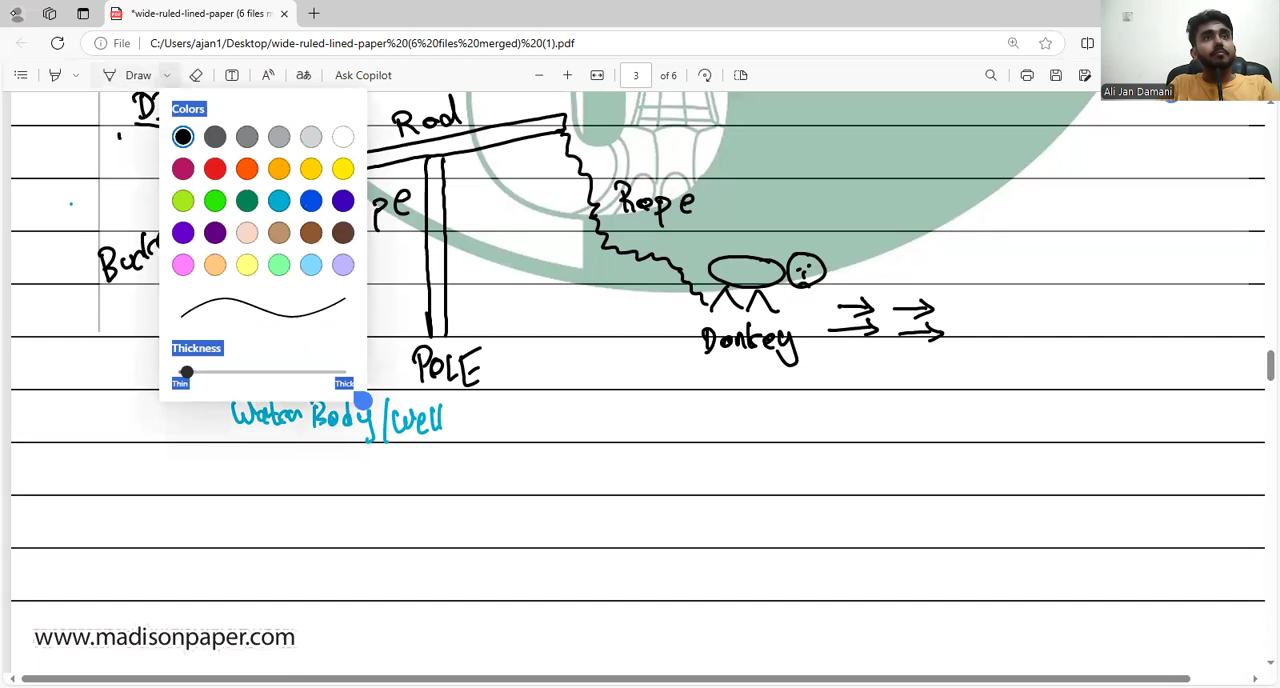 *wide-ruled-lined-paper (6 files m
File
C:/Users/ajan1/Desktop/wide-ruled-lined-paper%20(6%20files%20merged)%20(1).pdf
Draw
Ask Copilot
3 of 6
Ali Jan Damani
Colors
Thickness
Thin
Thick
Rod
pe
Rope
Donkey
POLE
Water Body/Well
www.madisonpaper.com